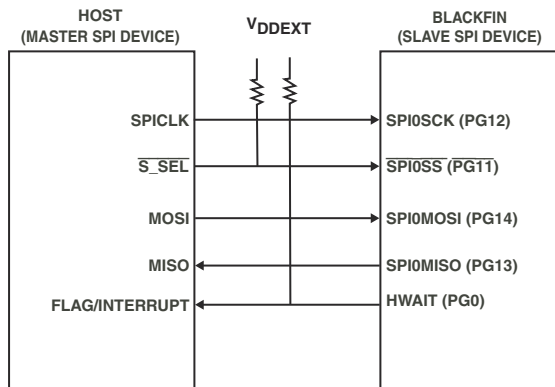 HOST
(MASTER SPI DEVICE)
VDDEXT
BLACKFIN
(SLAVE SPI DEVICE)
SPICLK
SPI0SCK (PG12)
S_SEL
SPI0SS (PG11)
MOSI
SPI0MOSI (PG14)
MISO
SPI0MISO (PG13)
FLAG/INTERRUPT
HWAIT (PG0)